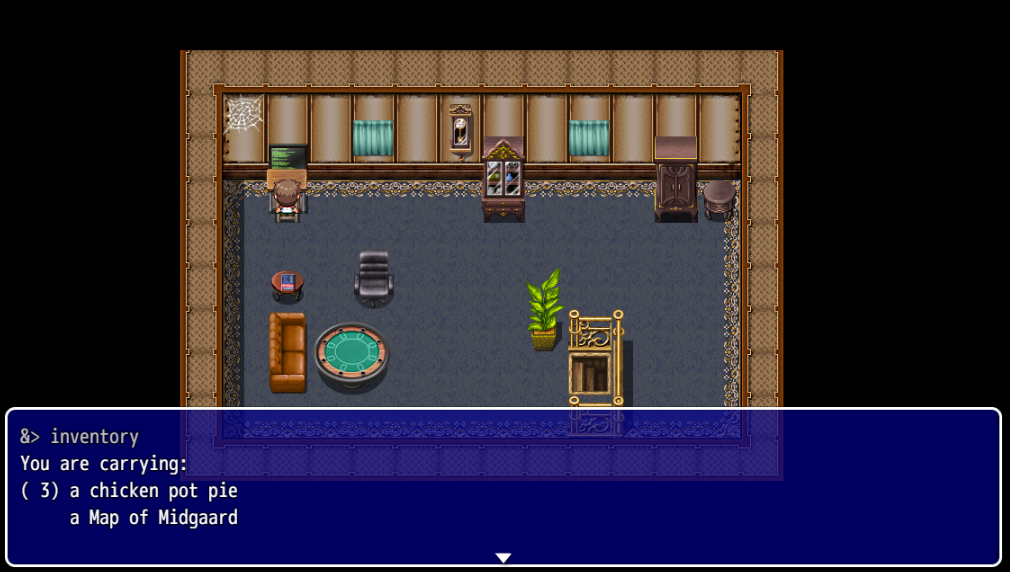 &> inventory
You are carrying:
( 3) a chicken pot pie
a Map of Midgaard